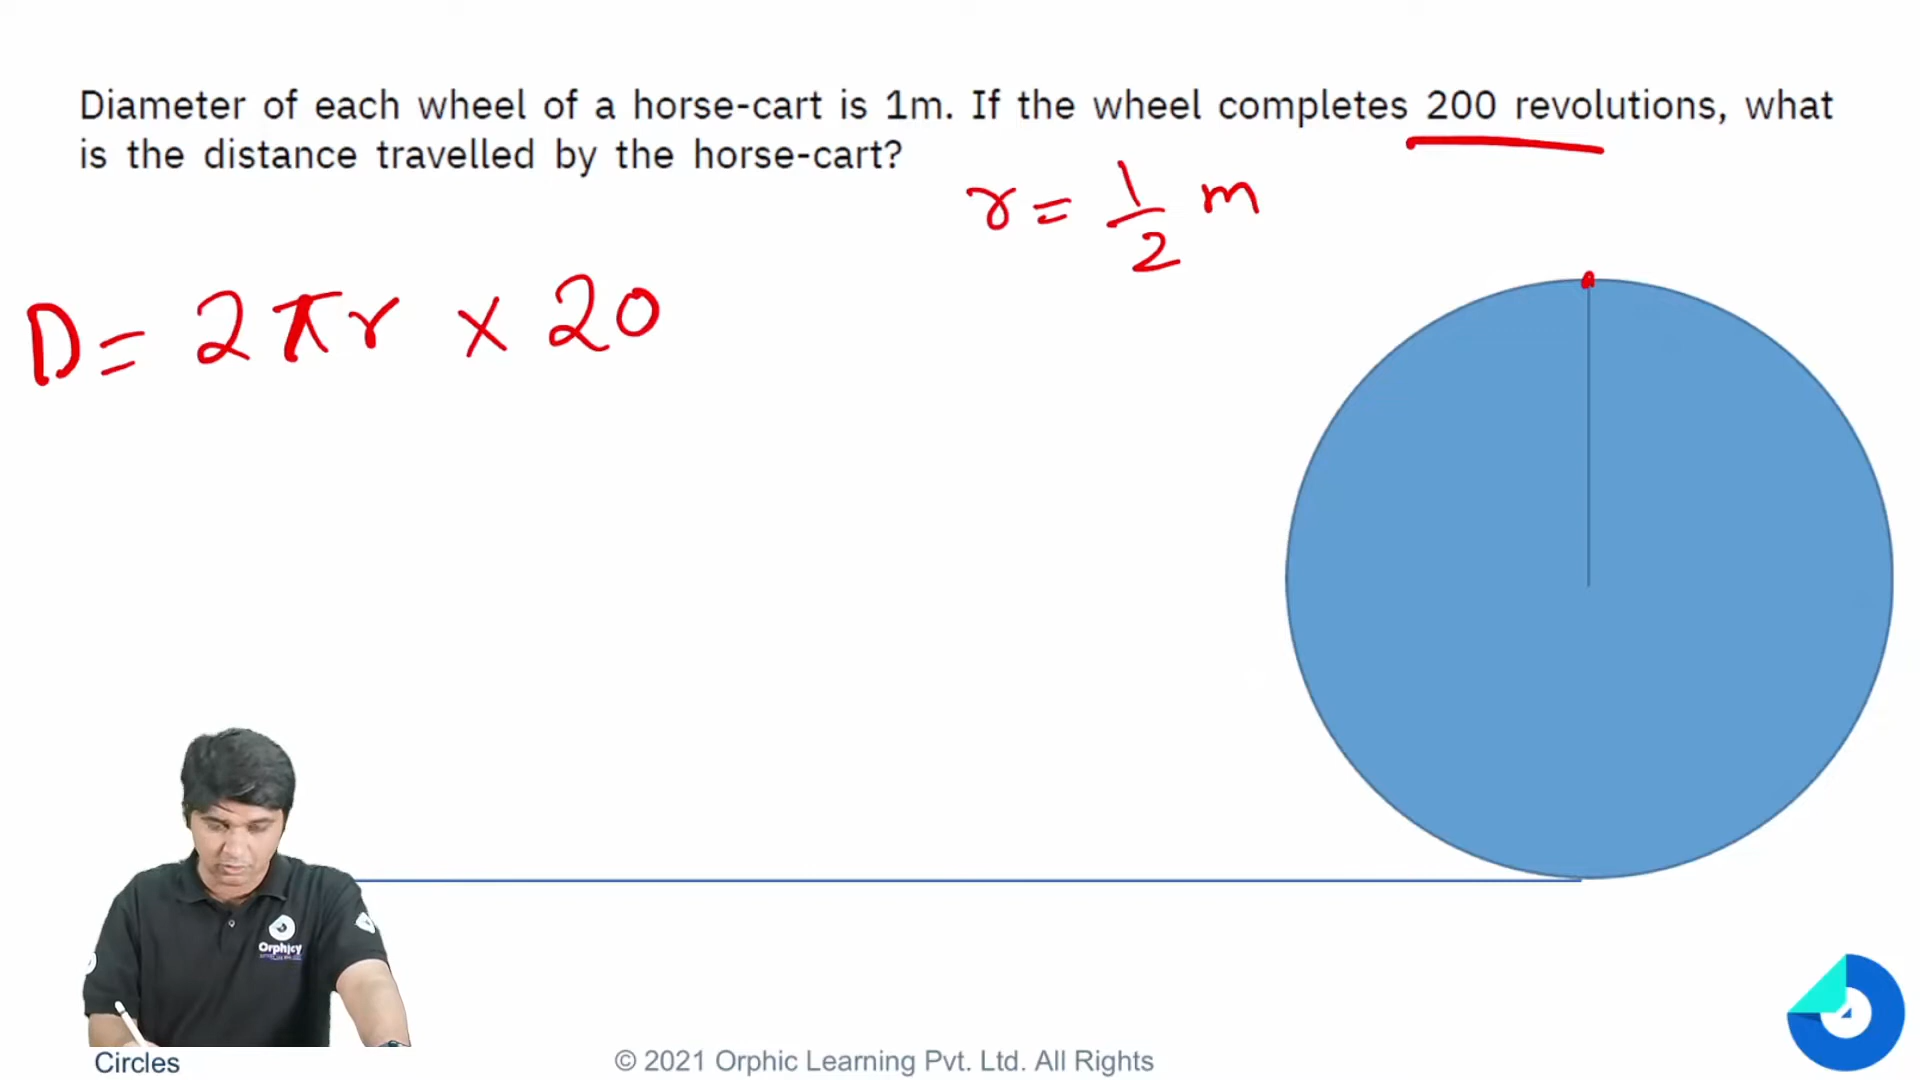 Diameter of each wheel of a horse-cart is 1m. If the wheel completes 200 revolutions, what
is the distance travelled by the horse-cart?
r = 1/2 m
D = 2πr × 20
Orphicy
Circles
© 2021 Orphic Learning Pvt. Ltd. All Rights